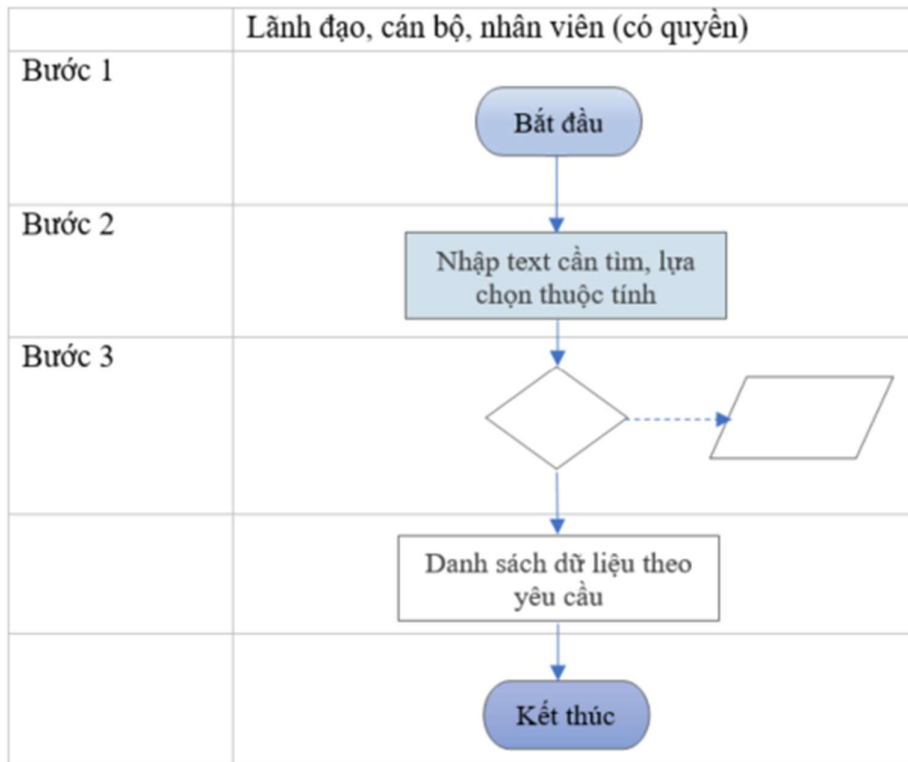 Lãnh đạo, cán bộ, nhân viên (có quyền)
Bước 1
Bắt đầu
Bước 2
Nhập text cần tìm, lựa
chọn thuộc tính
Bước 3
Danh sách dữ liệu theo
yêu cầu
Kết thúc